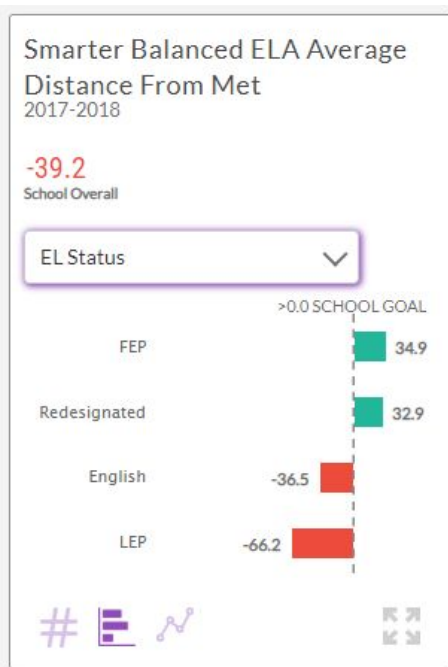 Smarter Balanced ELA Average
Distance From Met
2017-2018
-39.2
School Overall
EL Status
>0.0 SCHOOL GOAL
FEP
34.9
Redesignated
32.9
English
-36.5
LEP
-66.2